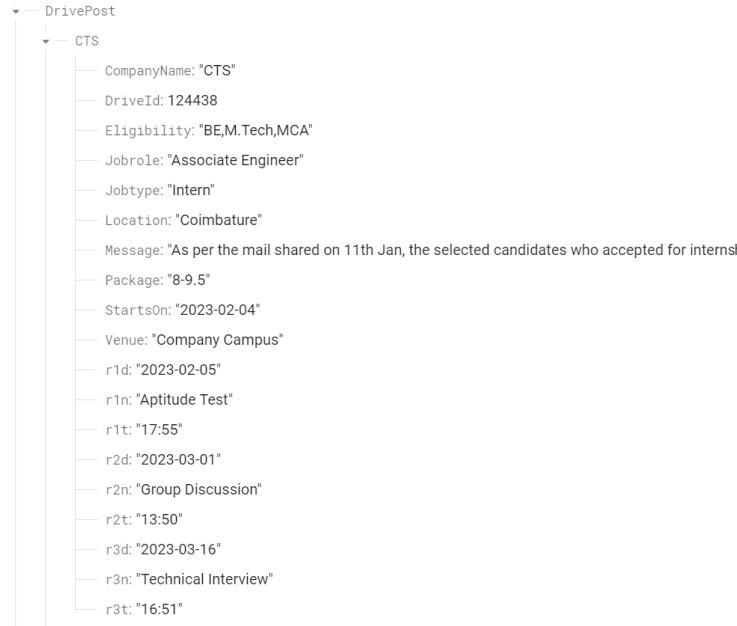 DrivePost
CTS
CompanyName: "CTS"
DriveId: 124438
Eligibility: "BE,M.Tech,MCA"
Jobrole: "Associate Engineer"
Jobtype: "Intern"
Location: "Coimbature"
Message: "As per the mail shared on 11th Jan, the selected candidates who accepted for
Package: "8-9.5"
StartsOn: "2023-02-04"
Venue: "Company Campus"
r1d: "2023-02-05"
r1n: "Aptitude Test"
r1t: "17:55"
r2d: "2023-03-01"
r2n: "Group Discussion"
r2t: "13:50"
r3d: "2023-03-16"
r3n: "Technical Interview"
r3t: "16:51"